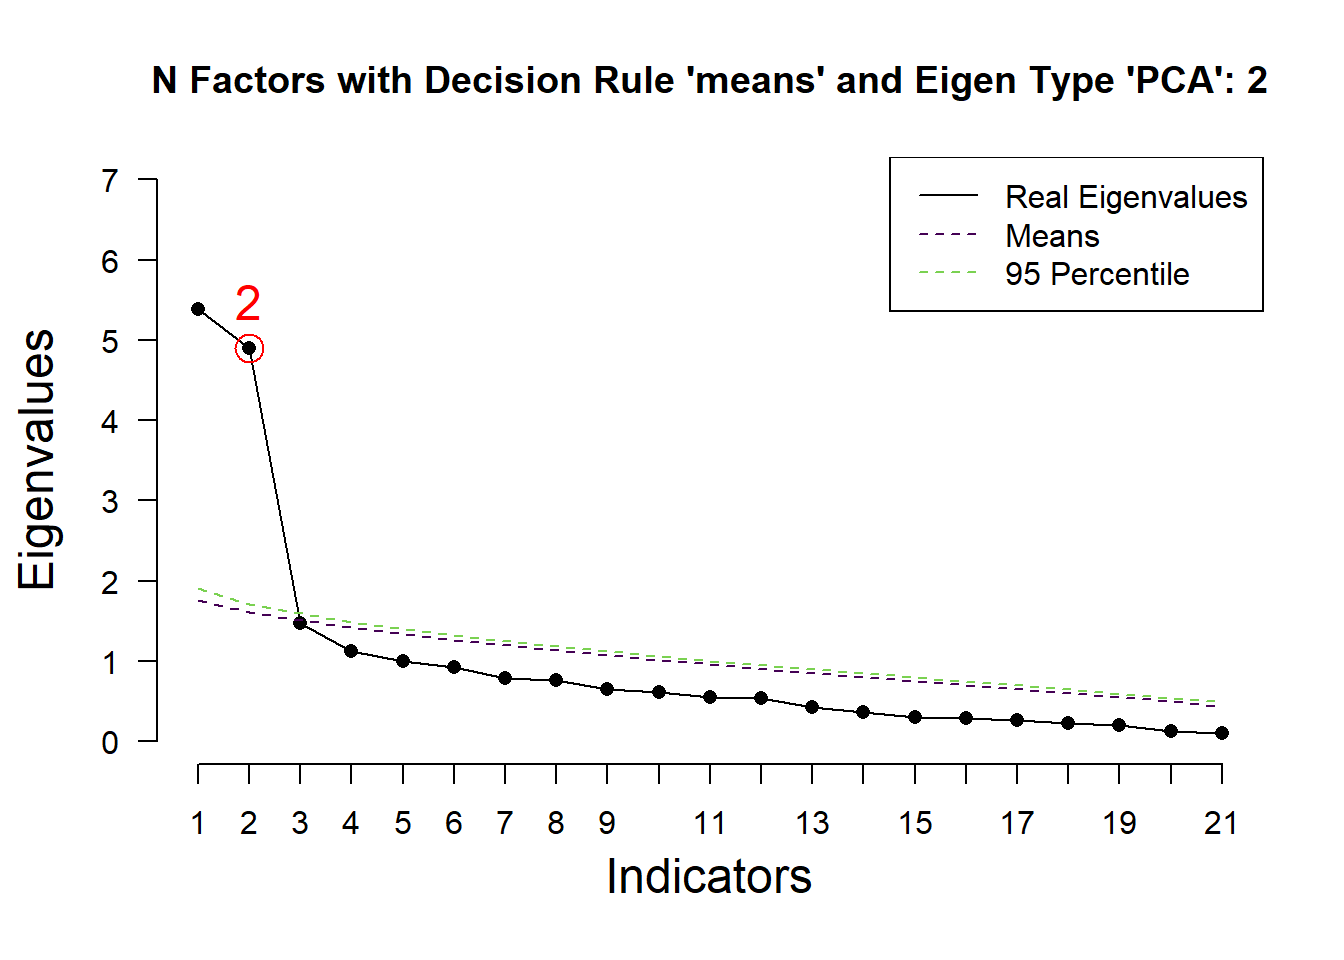 N Factors with Decision Rule 'means' and Eigen Type 'PCA': 2
Real Eigenvalues
Means
95 Percentile
7
6
5
4
3
2
1
0
Eigenvalues
2
1 2 3 4 5 6 7 8 9 11 13 15 17 19 21
Indicators